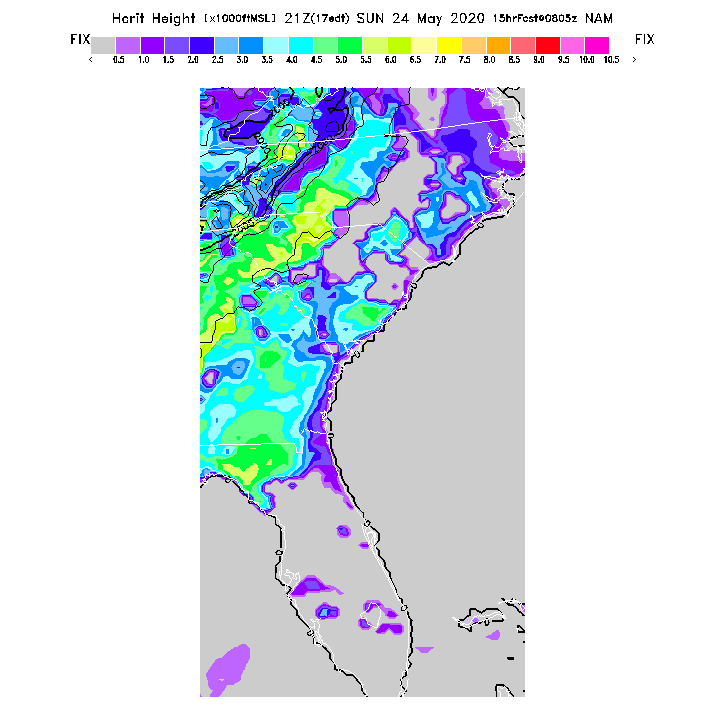 Hcrit Height [x1000ftMSL] 21Z(17edt) SUN 24 May 2020 15hrFcst@0805z NAM
FIX FIX
< 0.5 1.0 1.5 2.0 2.5 3.0 3.5 4.0 4.5 5.0 5.5 6.0 6.5 7.0 7.5 8.0 8.5 9.0 9.5 10.0 10.5 >